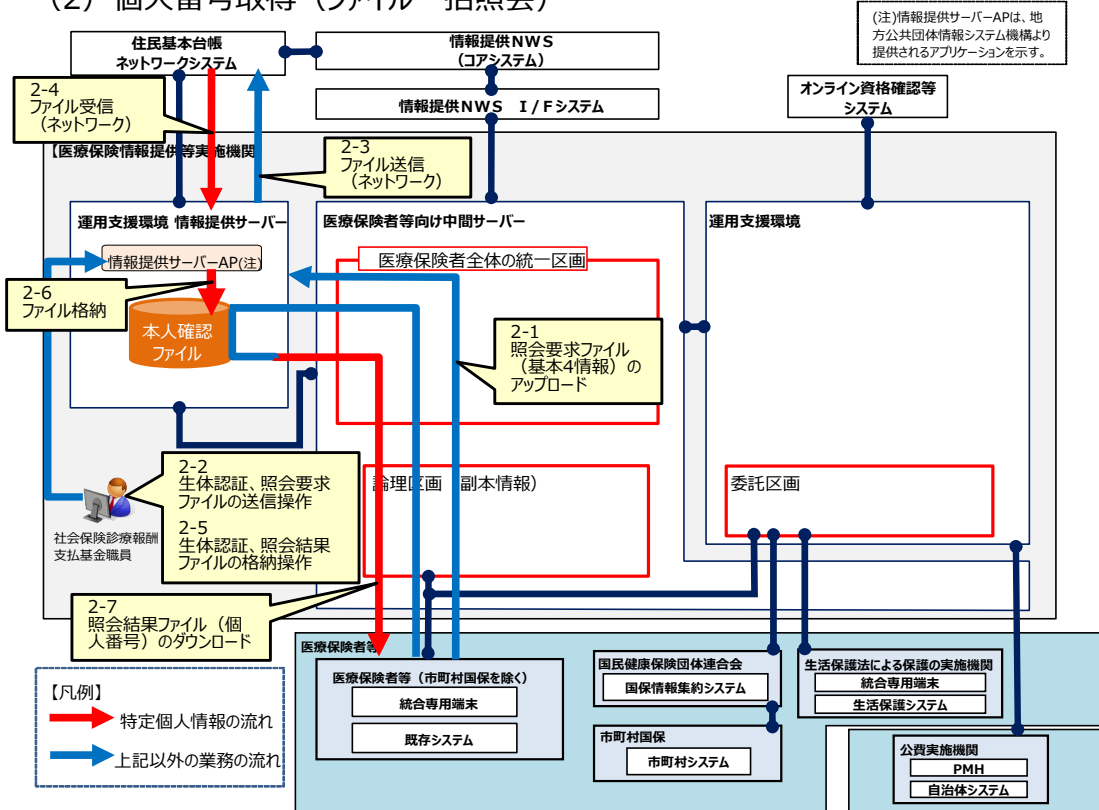 （2）個人番号取得（ファイル一括照会）
(注)情報提供サーバーAPは、地
方公共団体情報システム機構より
提供されるアプリケーションを示す。
住民基本台帳
ネットワークシステム
情報提供NWS
(コアシステム)
情報提供NWS I/Fシステム
オンライン資格確認等
システム
2-4
ファイル受信
（ネットワーク）
【医療保険情報提供等実施機関
2-3
ファイル送信
（ネットワーク）
運用支援環境 情報提供サーバー
医療保険者等向け中間サーバー
運用支援環境
情報提供サーバーAP(注)
医療保険者全体の統一区画
2-6
ファイル格納
本人確認
ファイル
2-1
照会要求ファイル
（基本4情報）の
アップロード
2-2
生体認証、照会要求
ファイルの送信操作
2-5
生体認証、照会結果
ファイルの格納操作
論理区画（副本情報）
委託区画
社会保険診療報酬
支払基金職員
2-7
照会結果ファイル（個
人番号）のダウンロード
医療保険者等
医療保険者等（市町村国保を除く）
統合専用端末
既存システム
国民健康保険団体連合会
国保情報集約システム
市町村国保
市町村システム
生活保護法による保護の実施機関
統合専用端末
生活保護システム
公費実施機関
PMH
自治体システム
【凡例】
特定個人情報の流れ
上記以外の業務の流れ